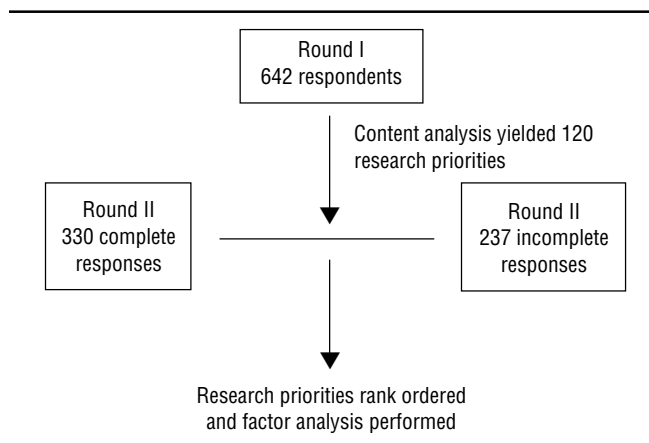 Round I
642 respondents
Content analysis yielded 120
research priorities
Round II
330 complete
responses
Round II
237 incomplete
responses
Research priorities rank ordered
and factor analysis performed